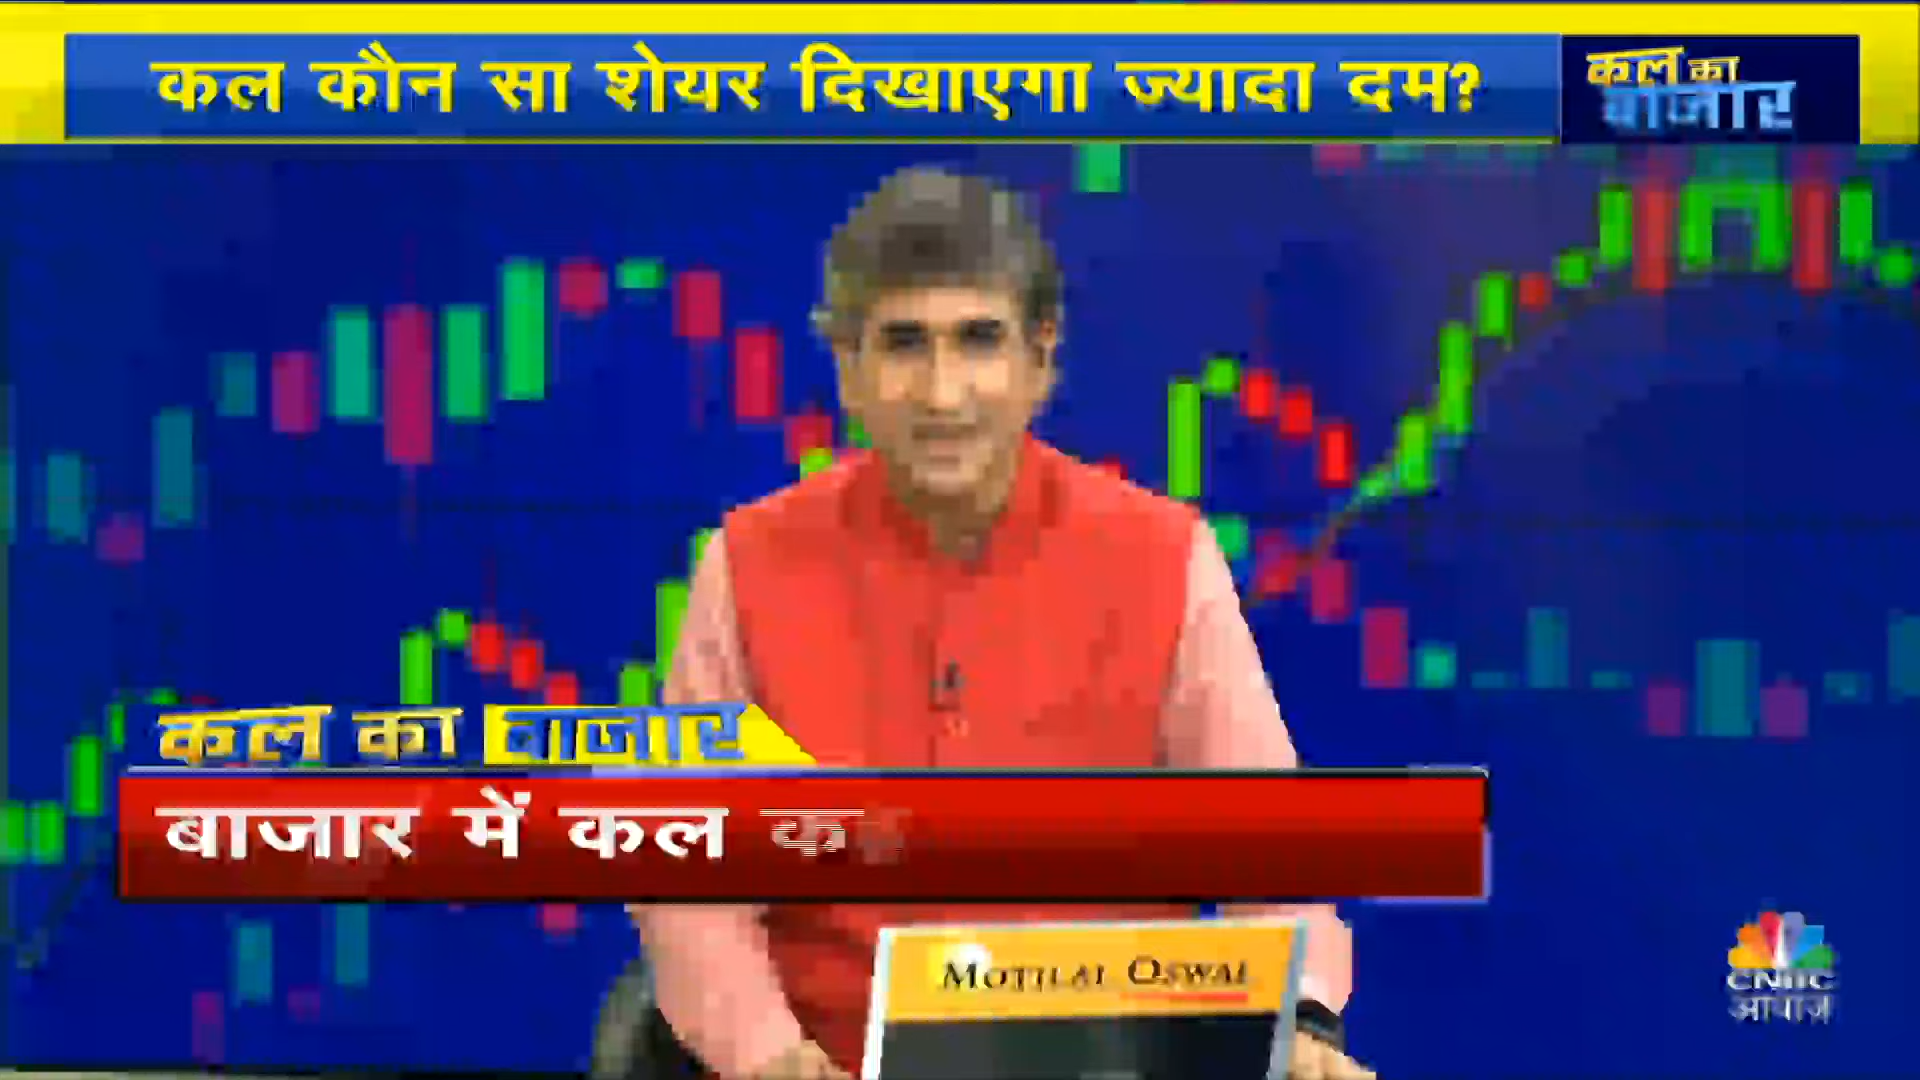 कल कौन सा शेयर दिखाएगा ज्यादा दम?
कल का
बाजार
कल का बाजार
बाजार में कल
MOTILAL OSWAL
CNBC
आवाज़